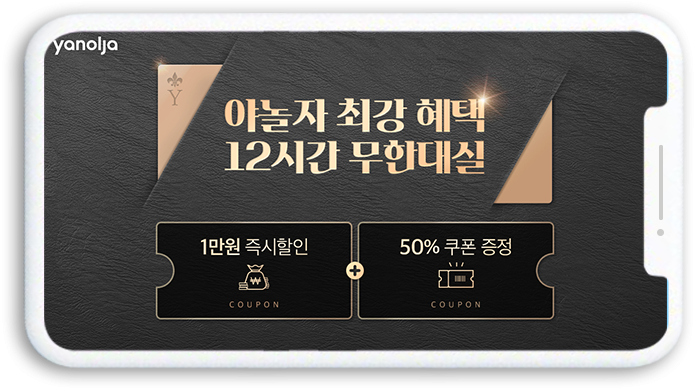 yanolja
Y
야놀자 최강 혜택
12시간 무한대실
1만원 즉시할인
₩
COUPON
50% 쿠폰 증정
COUPON